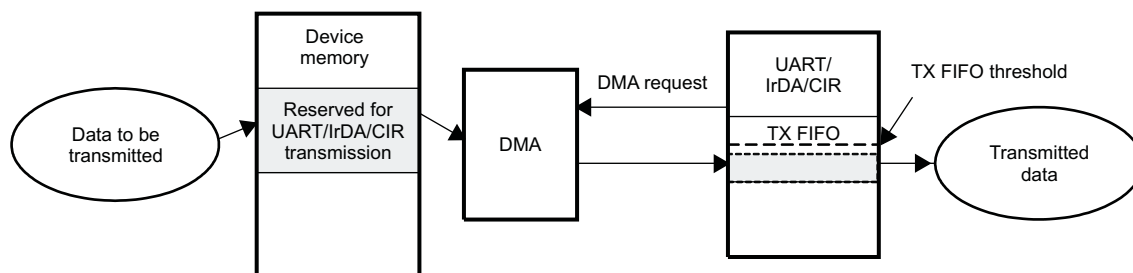 Data to be
transmitted
Device
memory
Reserved for
UART/IrDA/CIR
transmission
DMA
DMA request
UART/
IrDA/CIR
TX FIFO
TX FIFO threshold
Transmitted
data